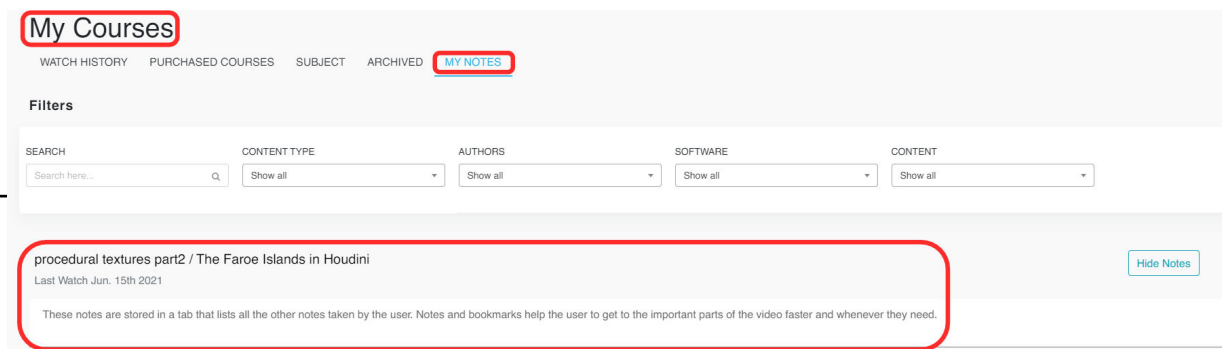 My Courses
WATCH HISTORY PURCHASED COURSES SUBJECT ARCHIVED MY NOTES
Filters
SEARCH CONTENT TYPE AUTHORS SOFTWARE CONTENT
Search here... Show all Show all Show all Show all
procedural textures part2 / The Faroe Islands in Houdini
Hide Notes
Last Watch Jun. 15th 2021
These notes are stored in a tab that lists all the other notes taken by the user. Notes and bookmarks help the user to get to the important parts of the video faster and whenever they need.